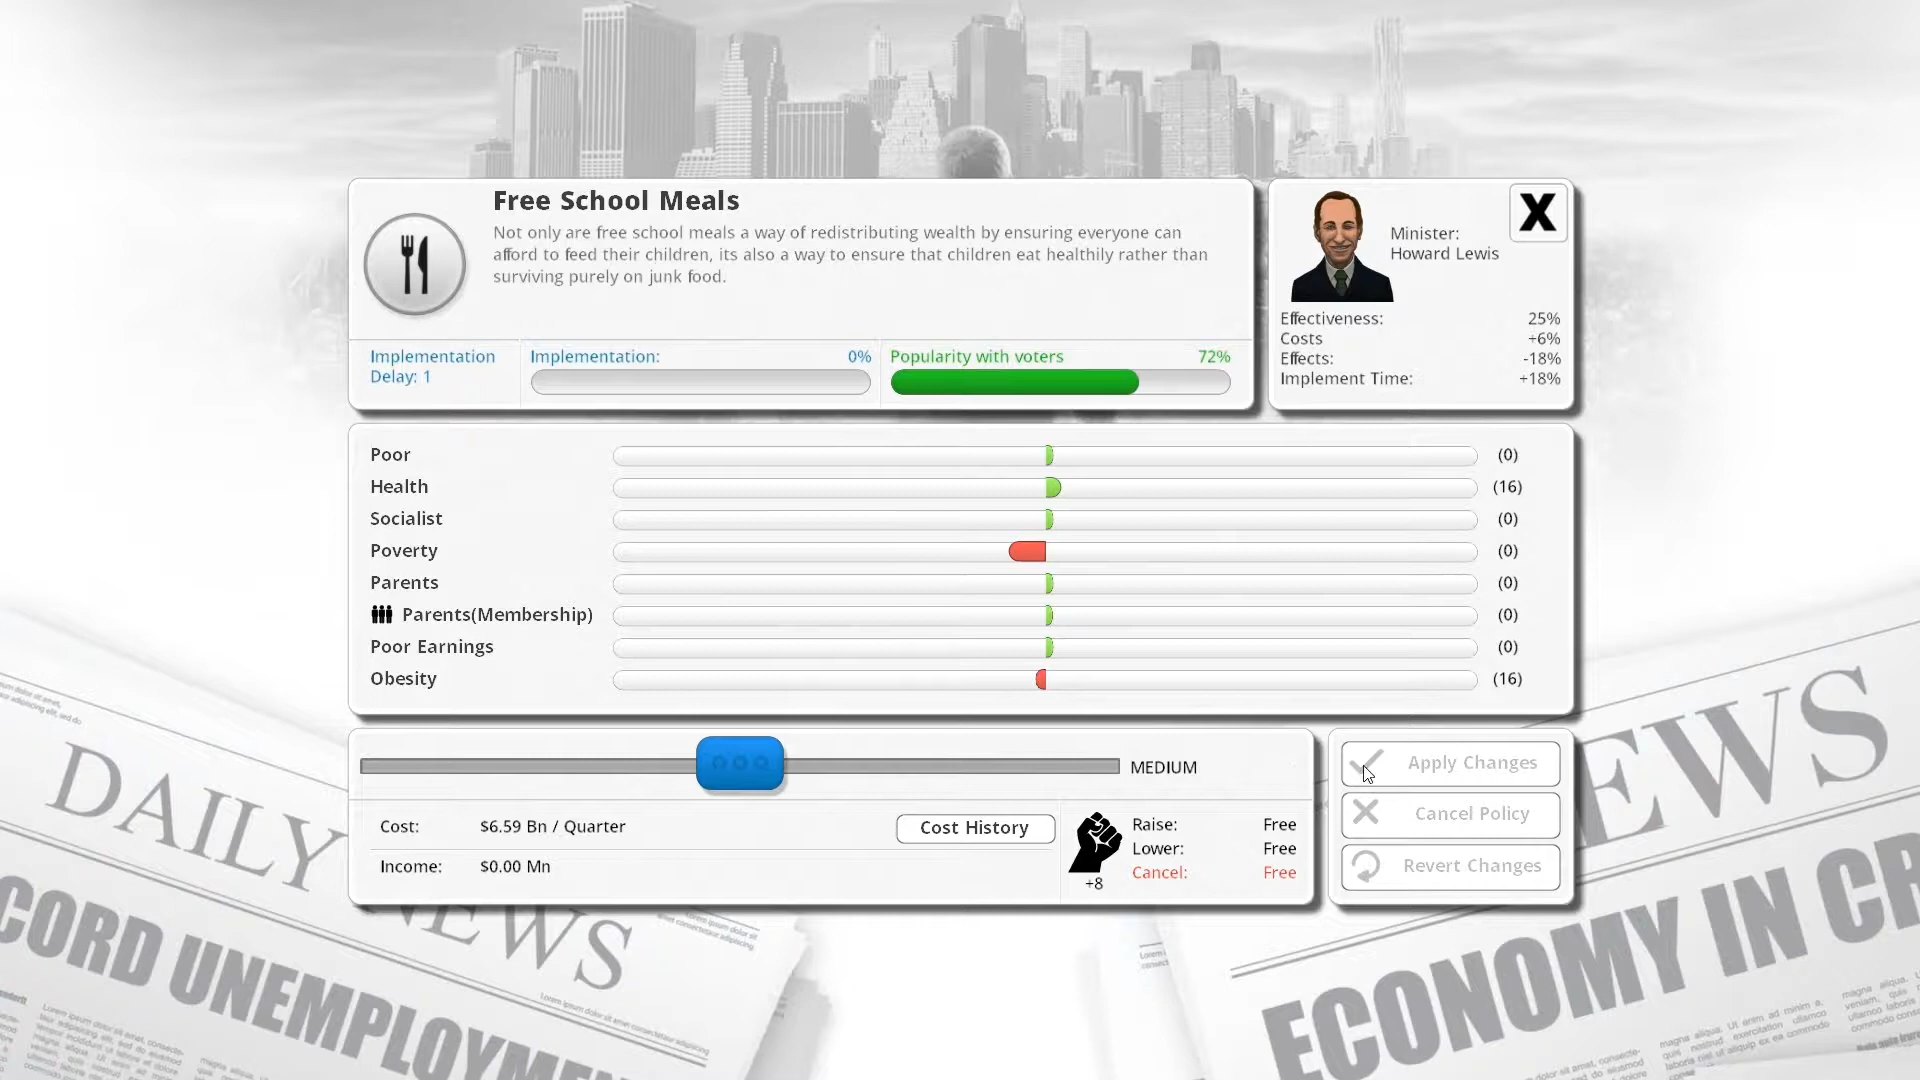 Free School Meals
Not only are free school meals a way of redistributing wealth by ensuring everyone can
afford to feed their children, its also a way to ensure that children eat healthily rather than
surviving purely on junk food.
Implementation
Delay: 1
Implementation: 0%
Popularity with voters 72%
X
Minister:
Howard Lewis
Effectiveness: 25%
Costs +6%
Effects: -18%
Implement Time: +18%
Poor (0)
Health (16)
Socialist (0)
Poverty (0)
Parents (0)
Parents(Membership) (0)
Poor Earnings (0)
Obesity (16)
MEDIUM
Cost: $6.59 Bn / Quarter
Cost History
Income: $0.00 Mn
+8
Raise: Free
Lower: Free
Cancel: Free
Apply Changes
Cancel Policy
Revert Changes
DAILY NEWS
CORD UNEMPLOYME
EWS
ECONOMY IN CR